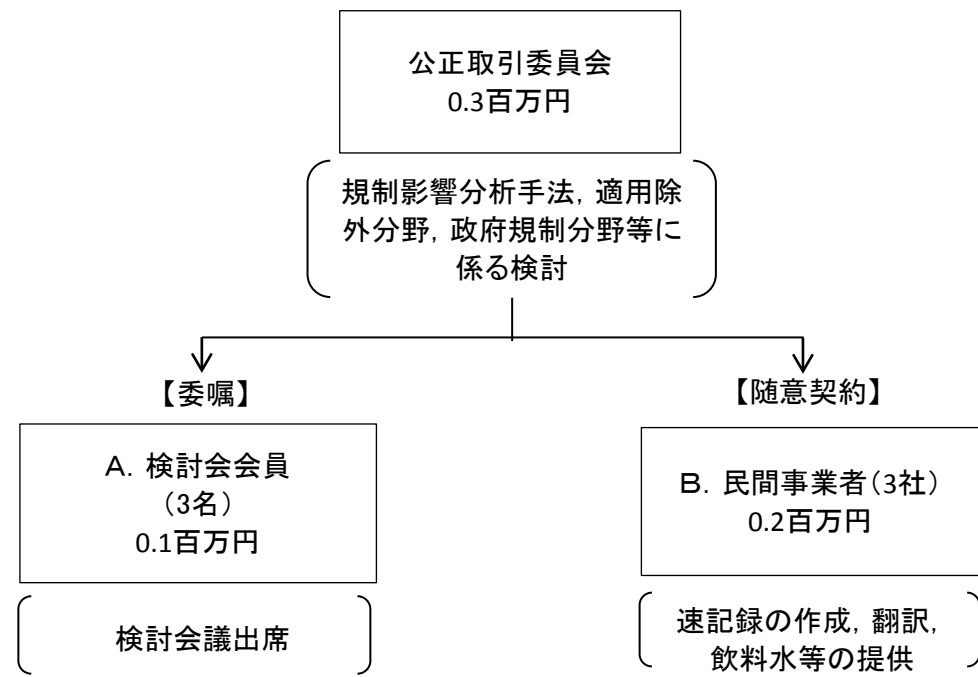 公正取引委員会
0.3百万円
規制影響分析手法，適用除
外分野，政府規制分野等に
係る検討
【委嘱】
A．検討会会員
（3名）
0.1百万円
検討会議出席
【随意契約】
B．民間事業者（3社）
0.2百万円
速記録の作成，翻訳，
飲料水等の提供